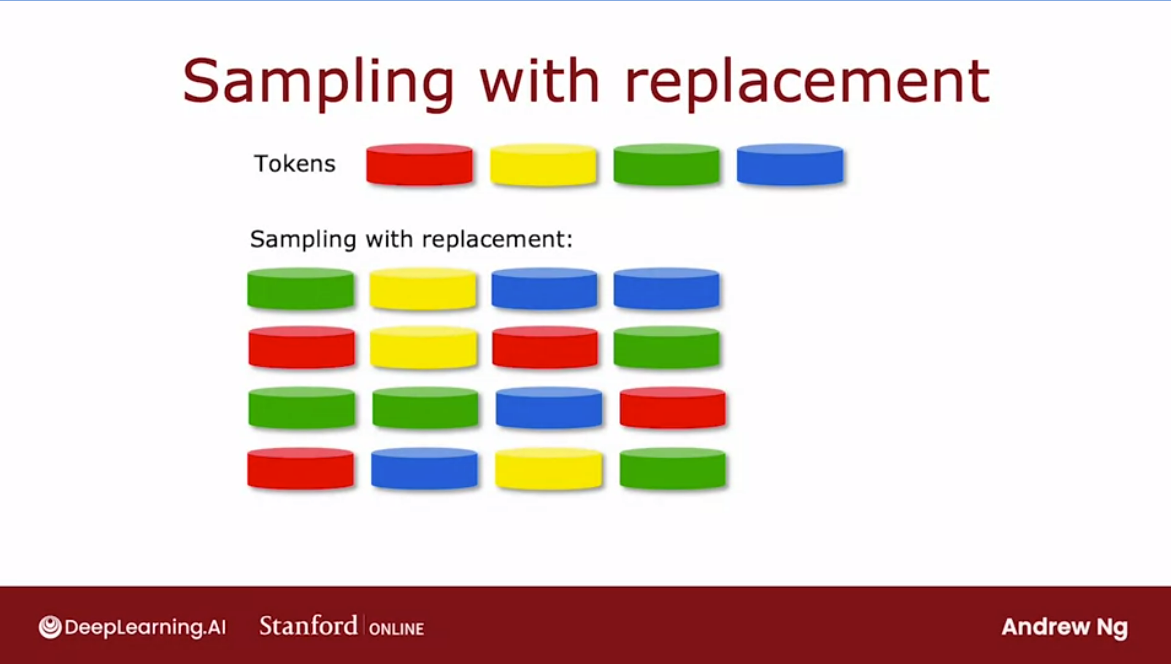 Sampling with replacement
Tokens
Sampling with replacement:
DeepLearning.AI
Stanford ONLINE
Andrew Ng